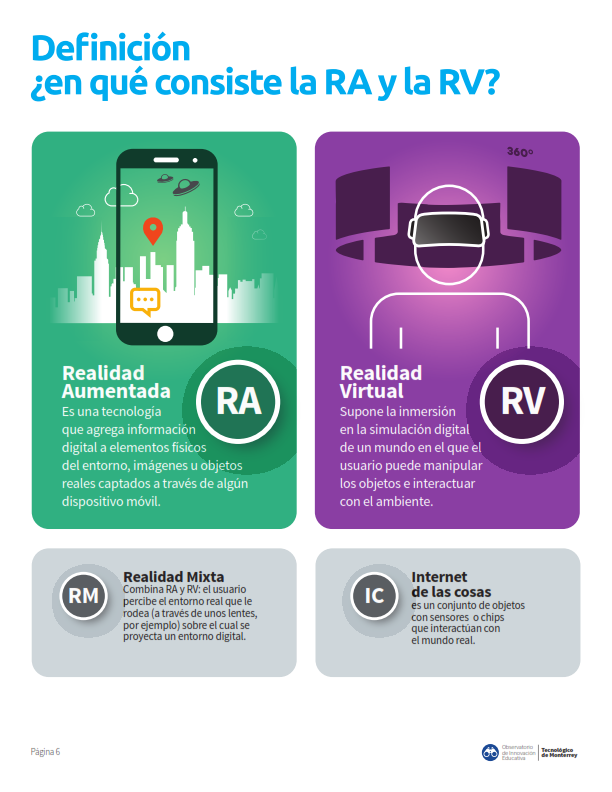 Definición
¿en qué consiste la RA y la RV?
360º
Realidad
Aumentada
RA
Es una tecnología
que agrega información
digital a elementos físicos
del entorno, imágenes u objetos
reales captados a través de algún
dispositivo móvil.
Realidad
Virtual
RV
Supone la inmersión
en la simulación digital
de un mundo en el que el
usuario puede manipular
los objetos e interactuar
con el ambiente.
RM
Realidad Mixta
Combina RA y RV: el usuario
percibe el entorno real que le
rodea (a través de unos lentes,
por ejemplo) sobre el cual se
proyecta un entorno digital.
IC
Internet
de las cosas
es un conjunto de objetos
con sensores o chips
que interactúan con
el mundo real.
Página 6
Observatorio
de Innovación
Educativa
Tecnológico
de Monterrey